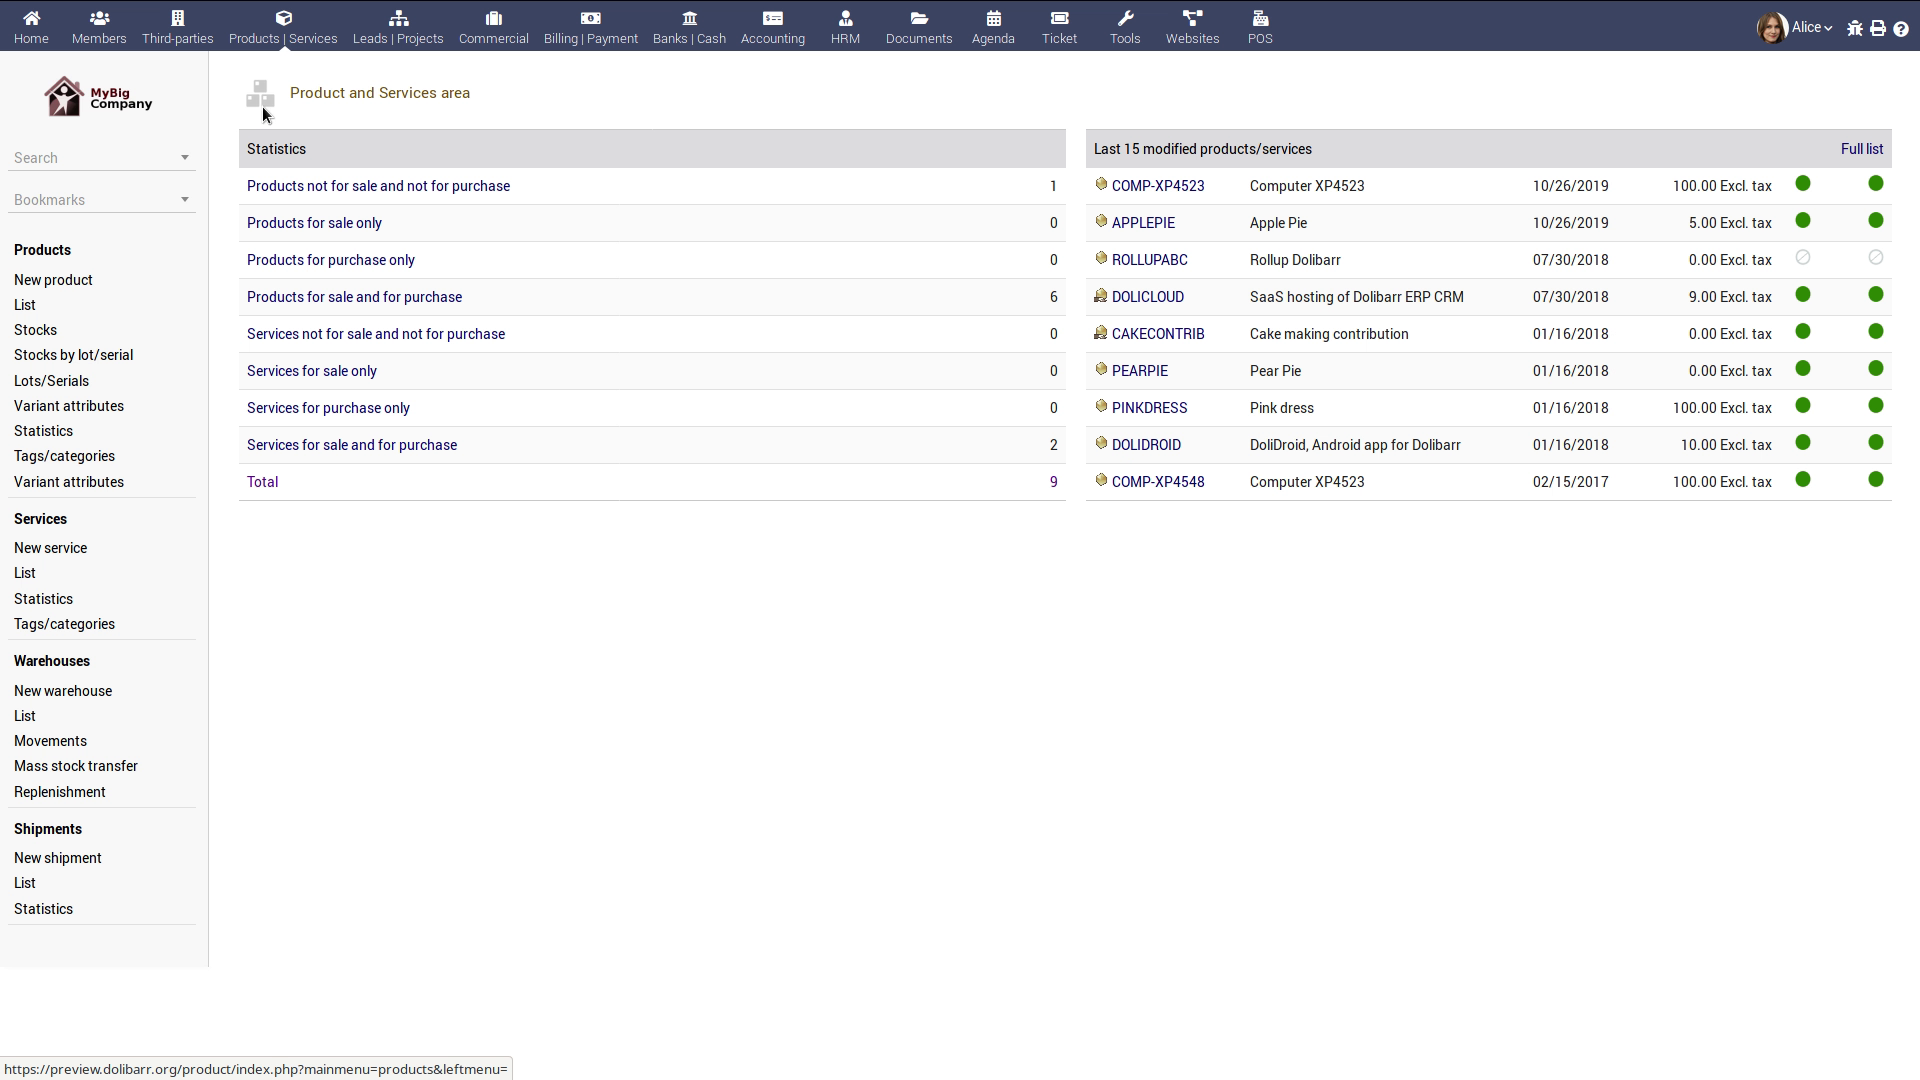 Home Members Third-parties Products | Services Leads | Projects Commercial Billing | Payment Banks | Cash Accounting HRM Documents Agenda Ticket Tools Websites POS Alice
MyBig
Company
Search
Bookmarks
Products
New product
List
Stocks
Stocks by lot/serial
Lots/Serials
Variant attributes
Statistics
Tags/categories
Variant attributes
Services
New service
List
Statistics
Tags/categories
Warehouses
New warehouse
List
Movements
Mass stock transfer
Replenishment
Shipments
New shipment
List
Statistics
Product and Services area
Statistics
Products not for sale and not for purchase 1
Products for sale only 0
Products for purchase only 0
Products for sale and for purchase 6
Services not for sale and not for purchase 0
Services for sale only 0
Services for purchase only 0
Services for sale and for purchase 2
Total 9
Last 15 modified products/services Full list
COMP-XP4523 Computer XP4523 10/26/2019 100.00 Excl. tax
APPLEPIE Apple Pie 10/26/2019 5.00 Excl. tax
ROLLUPABC Rollup Dolibarr 07/30/2018 0.00 Excl. tax
DOLICLOUD SaaS hosting of Dolibarr ERP CRM 07/30/2018 9.00 Excl. tax
CAKECONTRIB Cake making contribution 01/16/2018 0.00 Excl. tax
PEARPIE Pear Pie 01/16/2018 0.00 Excl. tax
PINKDRESS Pink dress 01/16/2018 100.00 Excl. tax
DOLIDROID DoliDroid, Android app for Dolibarr 01/16/2018 10.00 Excl. tax
COMP-XP4548 Computer XP4523 02/15/2017 100.00 Excl. tax
https://preview.dolibarr.org/product/index.php?mainmenu=products&leftmenu=